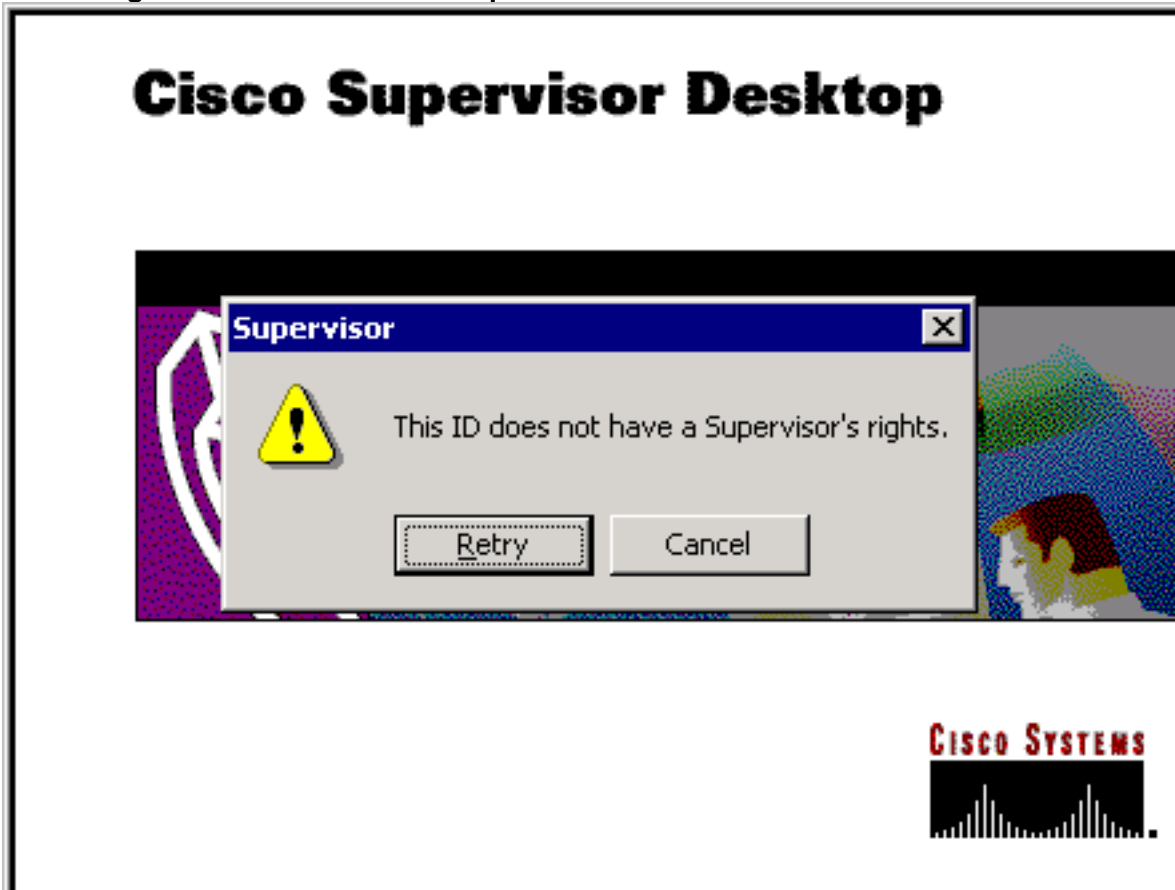 Cisco Supervisor Desktop
Supervisor
This ID does not have a Supervisor's rights.
Retry
Cancel
CISCO SYSTEMS